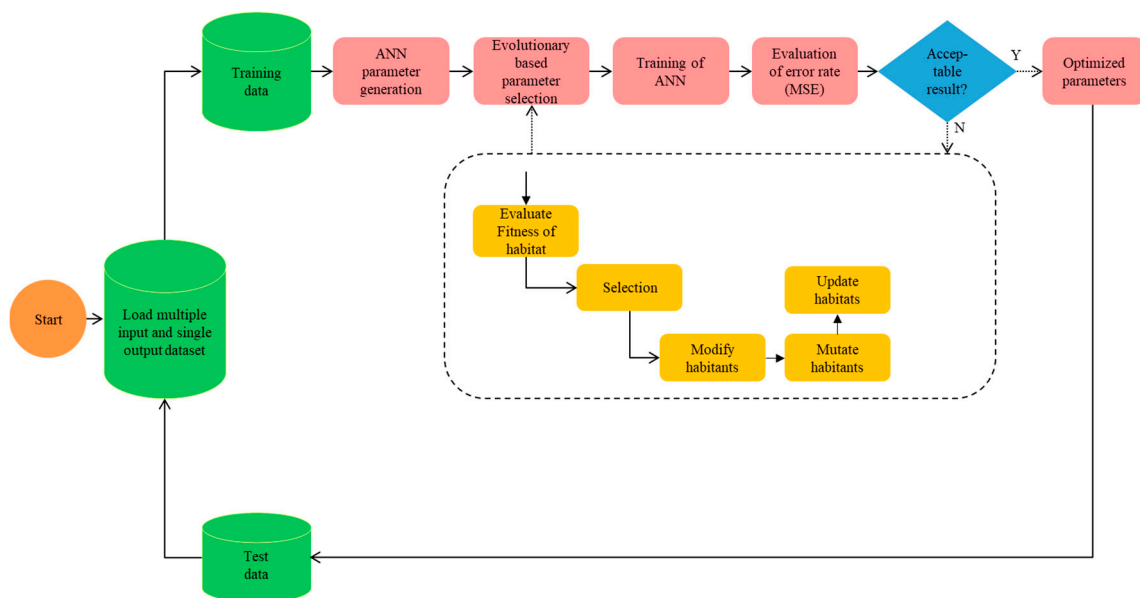 Training
data
ANN
parameter
generation
Evolutionary
based
parameter
selection
Training of
ANN
Evaluation
of error rate
(MSE)
Accep-
table
result?
Y
Optimized
parameters
N
Evaluate
Fitness of
habitat
Selection
Update
habitats
Modify
habitants
Mutate
habitants
Start
Load multiple
input and single
output dataset
Test
data